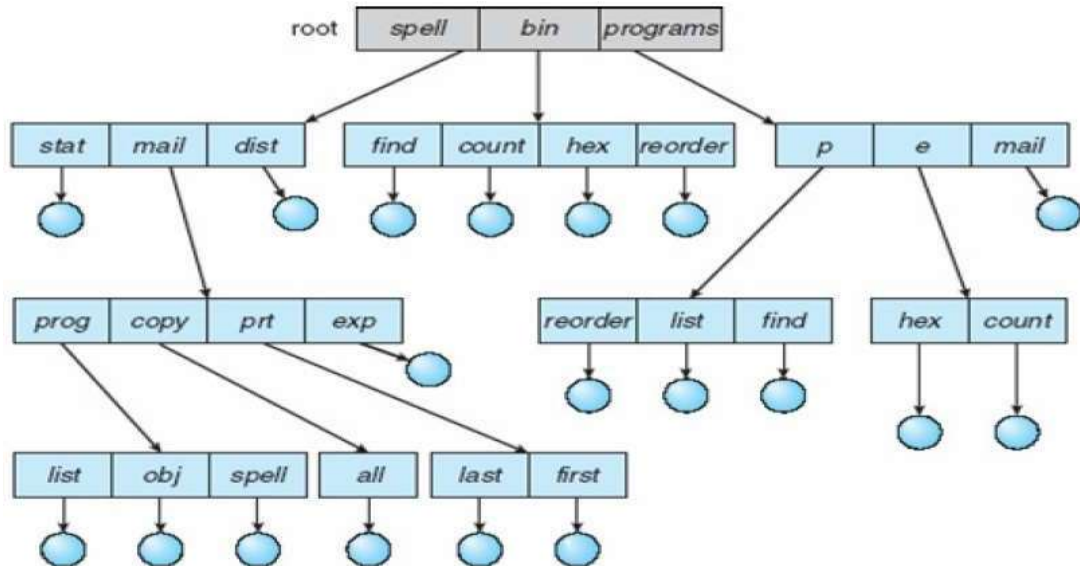 root spell bin programs
stat mail dist find count hex reorder p e mail
prog copy prt exp reorder list find hex count
list obj spell all last first